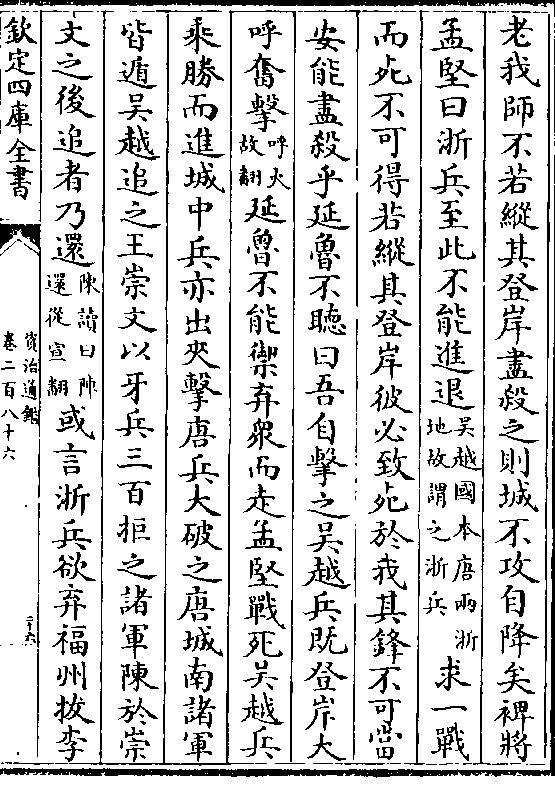 老我師不若縱其登岸盡殺之則城不攻自降矣裨將
孟堅曰浙兵至此不能進退吳越國本唐兩浙地故謂之浙兵求一戰
而死不可得若縱其登岸彼必致死於我其鋒不可當
安能盡殺乎延魯不聽曰吾自擊之吳越兵既登岸大
呼奮擊呼火故翻延魯不能禦弃衆而走孟堅戰死吳越兵
乘勝而進城中兵亦出夾擊唐兵大破之唐城南諸軍
皆遁吳越追之王崇文以牙兵三百拒之諸軍陳於崇
文之後追者乃還陳讀曰陣還從宣翻或言浙兵欲弃福州拔李
欽定四庫全書
資治通鑑
卷二百八十六
二十六